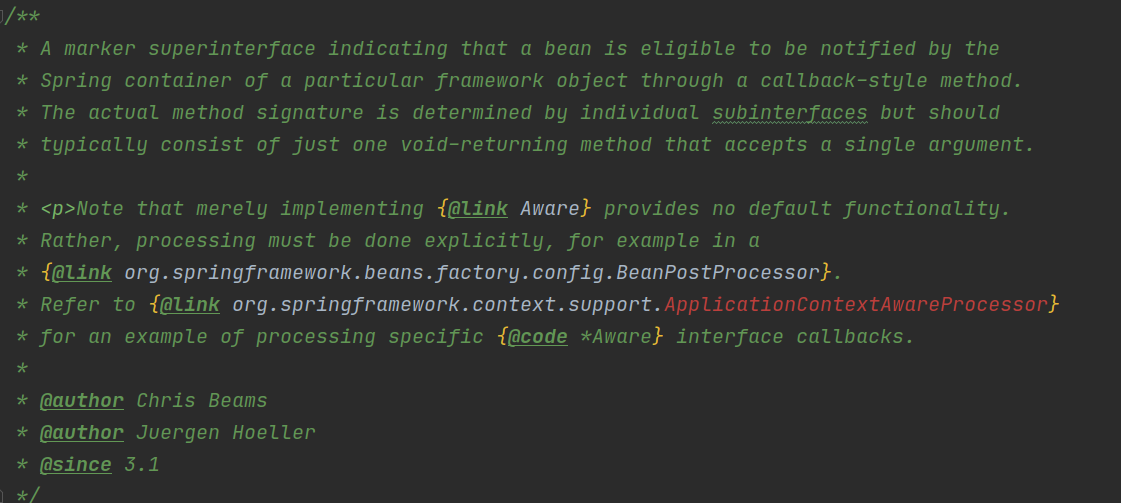 /**
* A marker superinterface indicating that a bean is eligible to be notified by the
* Spring container of a particular framework object through a callback-style method.
* The actual method signature is determined by individual subinterfaces but should
* typically consist of just one void-returning method that accepts a single argument.
*
* <p>Note that merely implementing {@link Aware} provides no default functionality.
* Rather, processing must be done explicitly, for example in a
* {@link org.springframework.beans.factory.config.BeanPostProcessor}.
* Refer to {@link org.springframework.context.support.ApplicationContextAwareProcessor}
* for an example of processing specific {@code *Aware} interface callbacks.
*
* @author Chris Beams
* @author Juergen Hoeller
* @since 3.1
*/